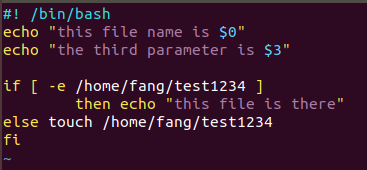 #! /bin/bash
echo "this file name is $0"
echo "the third parameter is $3"

if [ -e /home/fang/test1234 ]
        then echo "this file is there"
else touch /home/fang/test1234
fi
~